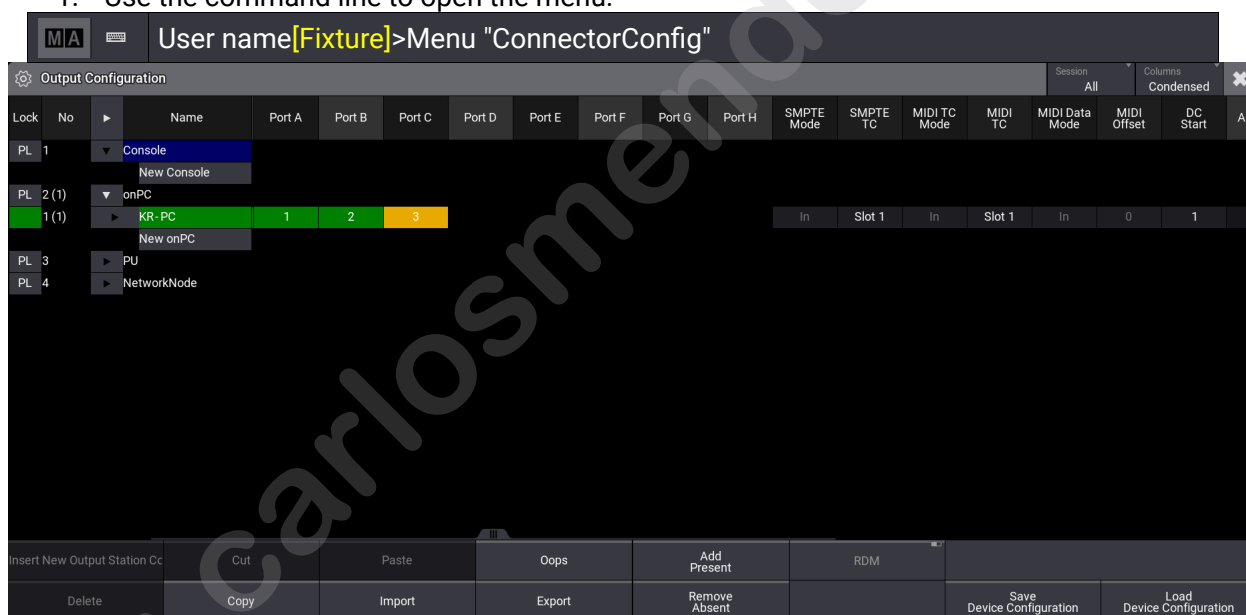 1. Use the command line to open the menu:
MA User name[Fixture]>Menu "ConnectorConfig"
Output Configuration
Session
All
Columns
Condensed
Lock No Name Port A Port B Port C Port D Port E Port F Port G Port H SMPTE Mode SMPTE TC MIDI TC Mode MIDI TC MIDI Data Mode MIDI Offset DC Start A
PL 1 Console
New Console
PL 2 (1) onPC
1 (1) KR-PC 1 2 3 In Slot 1 In Slot 1 In 0 1
New onPC
PL 3 PU
PL 4 NetworkNode
Insert New Output Station Cc Cut Paste Oops Add Present RDM
Delete Copy Import Export Remove Absent Save Device Configuration Load Device Configuration